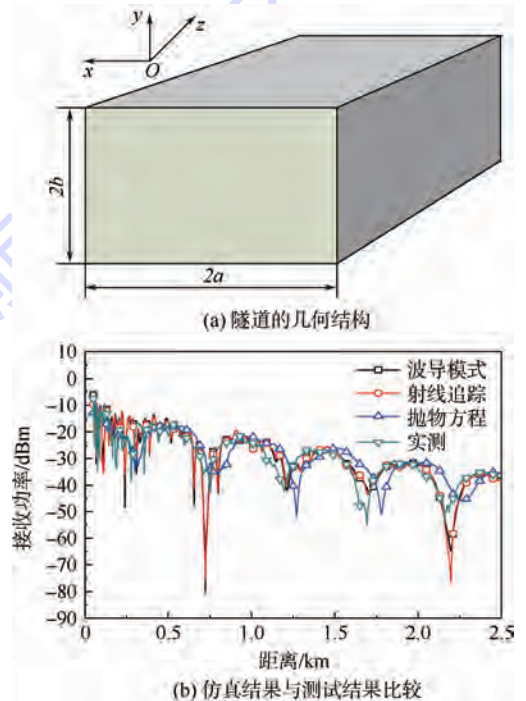 y
z
x
O
2b
2a
(a) 隧道的几何结构
10
0
-10
-20
-30
-40
-50
-60
-70
-80
-90
接收功率/dBm
波导模式
射线追踪
抛物方程
实测
0 0.5 1.0 1.5 2.0 2.5
距离/km
(b) 仿真结果与测试结果比较